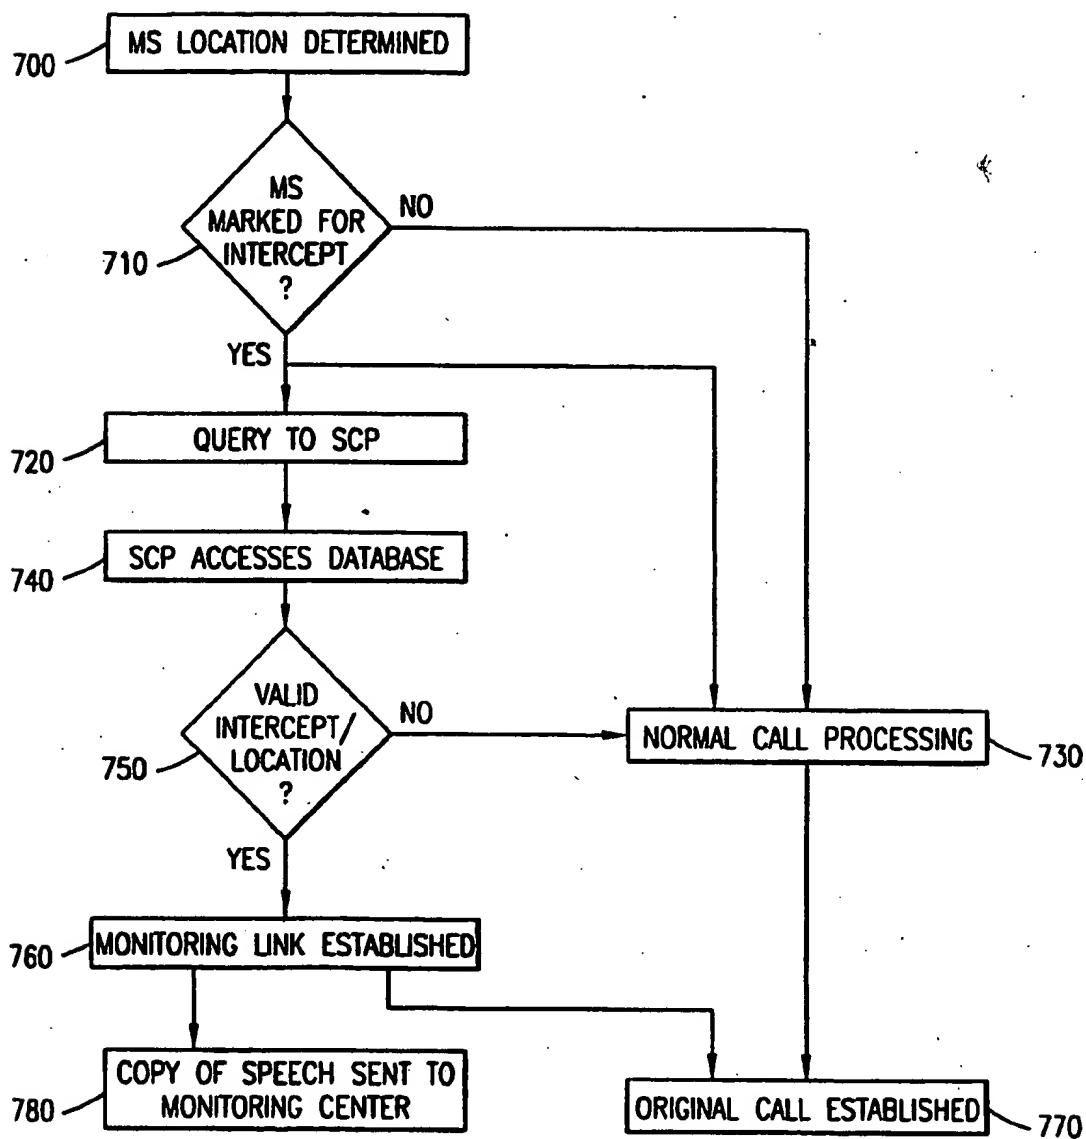 MS LOCATION DETERMINED
700
MS
MARKED FOR
INTERCEPT
?
710
NO
YES
QUERY TO SCP
720
SCP ACCESSES DATABASE
740
VALID
INTERCEPT/
LOCATION
?
750
NO
NORMAL CALL PROCESSING
730
YES
MONITORING LINK ESTABLISHED
760
COPY OF SPEECH SENT TO
MONITORING CENTER
780
ORIGINAL CALL ESTABLISHED
770